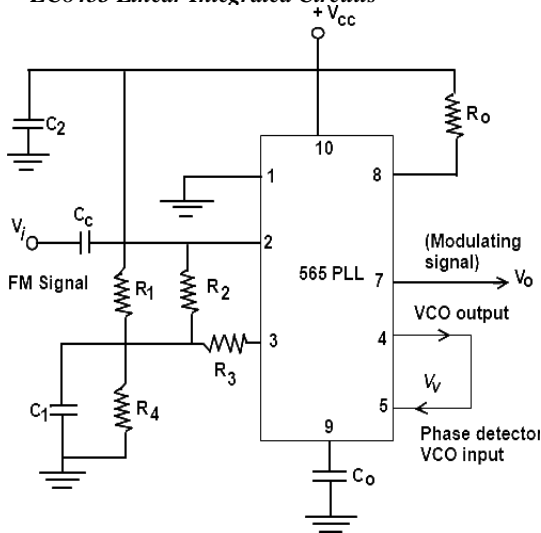 EC6455 Linear Integrated Circuits
+ VCC
C2
Ro
10
1
8
Vi
Cc
2
(Modulating signal)
FM Signal
R1
R2
565 PLL
7
Vo
VCO output
3
4
R3
C1
R4
Vv
5
9
Phase detector
VCO input
Co